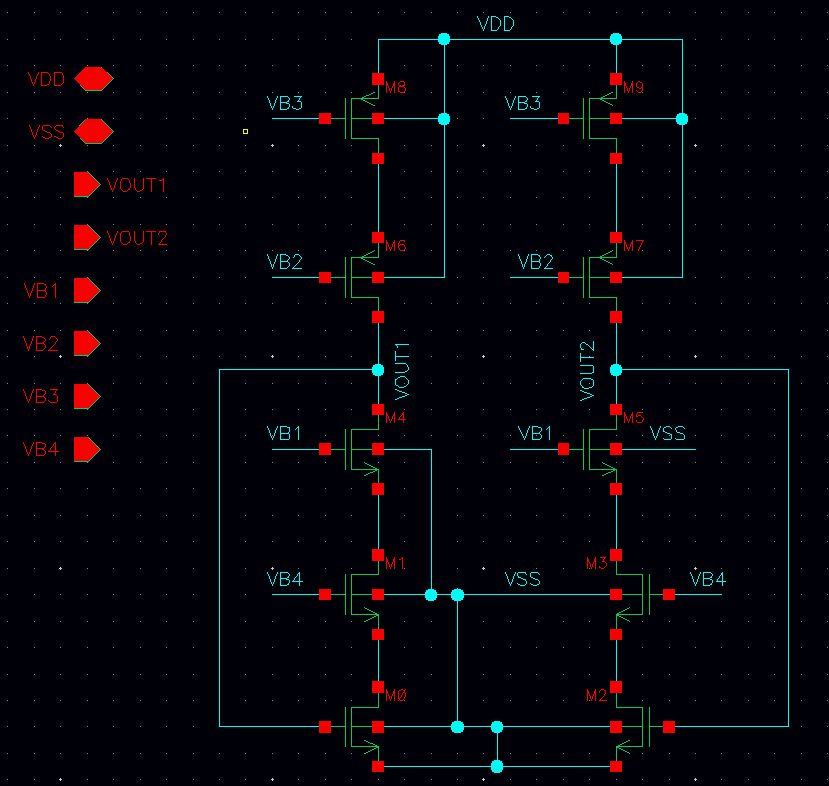 VDD
VDD
M8
M9
VB3
VB3
VSS
VOUT1
VOUT2
M6
M7
VB2
VB2
VB1
VB2
VOUT1
VOUT2
VB3
M4
M5
VB1
VB1
VSS
VB4
M1
M3
VB4
VSS
VB4
M0
M2